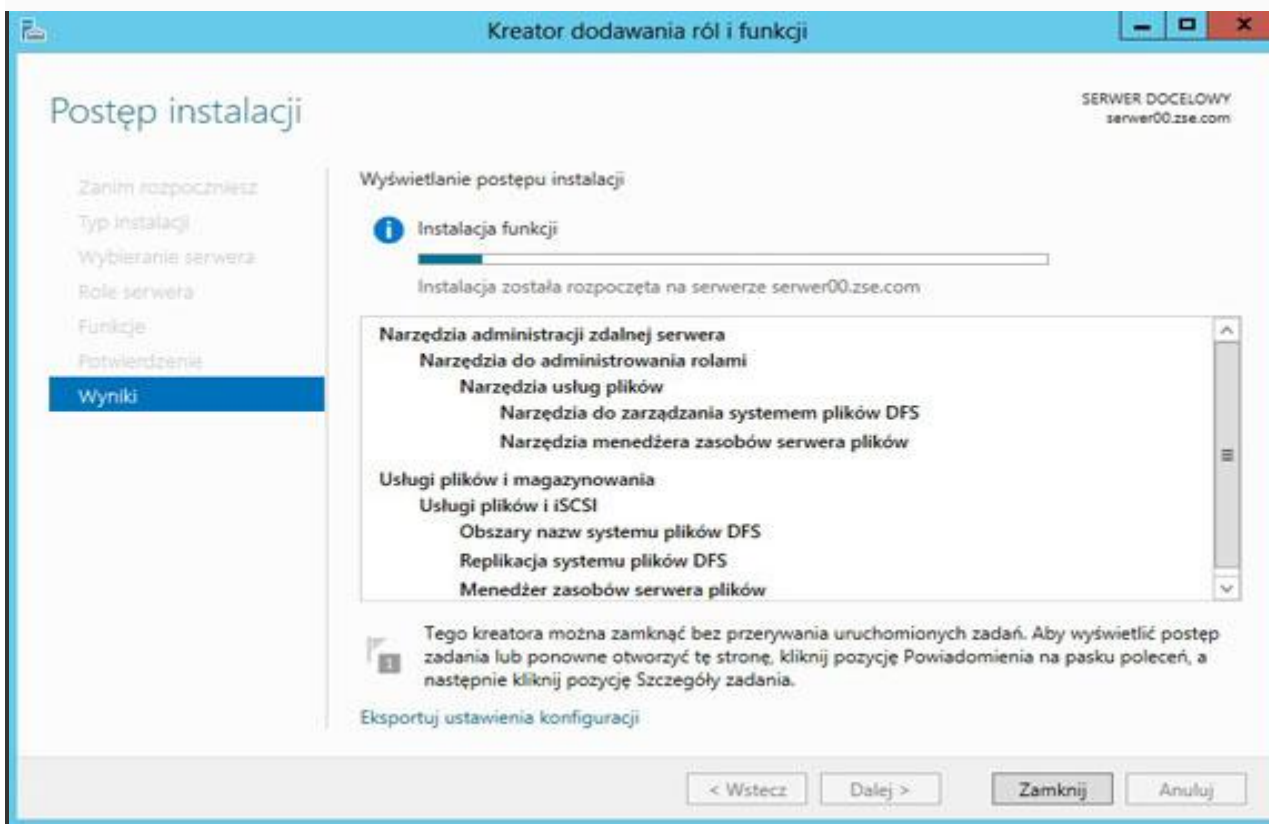 Kreator dodawania ról i funkcji
Postęp instalacji
SERWER DOCELOWY
serwer00.zse.com
Zanim rozpoczniesz
Typ instalacji
Wybieranie serwera
Role serwera
Funkcje
Potwierdzenie
Wyniki
Wyświetlanie postępu instalacji
Instalacja funkcji
Instalacja została rozpoczęta na serwerze serwer00.zse.com
Narzędzia administracji zdalnej serwera
Narzędzia do administrowania rolami
Narzędzia usług plików
Narzędzia do zarządzania systemem plików DFS
Narzędzia menedżera zasobów serwera plików
Usługi plików i magazynowania
Usługi plików i iSCSI
Obszary nazw systemu plików DFS
Replikacja systemu plików DFS
Menedżer zasobów serwera plików
1
Tego kreatora można zamknąć bez przerywania uruchomionych zadań. Aby wyświetlić postęp
zadania lub ponowne otworzyć tę stronę, kliknij pozycję Powiadomienia na pasku poleceń, a
następnie kliknij pozycję Szczegóły zadania.
Eksportuj ustawienia konfiguracji
< Wstecz
Dalej >
Zamknij
Anuluj